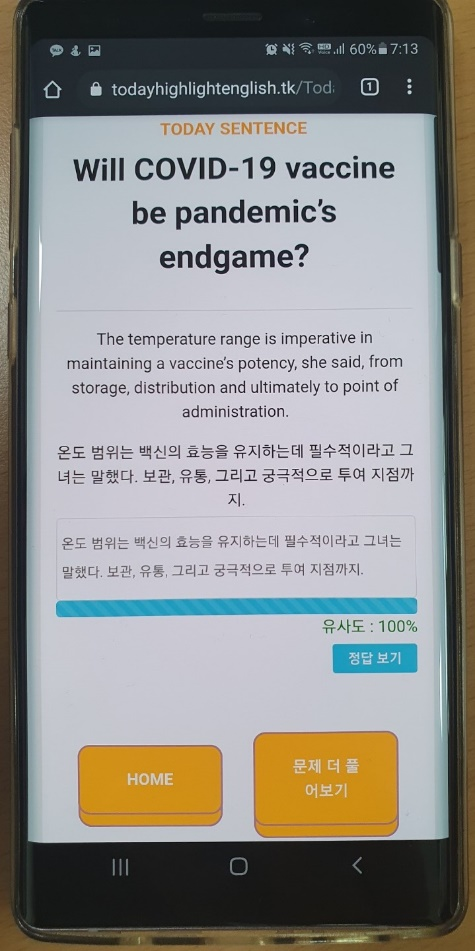 60% 7:13
todayhighlightenglish.tk/Toda
1
TODAY SENTENCE
Will COVID-19 vaccine
be pandemic's
endgame?
The temperature range is imperative in
maintaining a vaccine's potency, she said, from
storage, distribution and ultimately to point of
administration.
온도 범위는 백신의 효능을 유지하는데 필수적이라고 그
녀는 말했다. 보관, 유통, 그리고 궁극적으로 투여 지점까
지.
온도 범위는 백신의 효능을 유지하는데 필수적이라고 그녀는
말했다. 보관, 유통, 그리고 궁극적으로 투여 지점까지.
유사도 : 100%
정답 보기
HOME
문제 더 풀
어보기